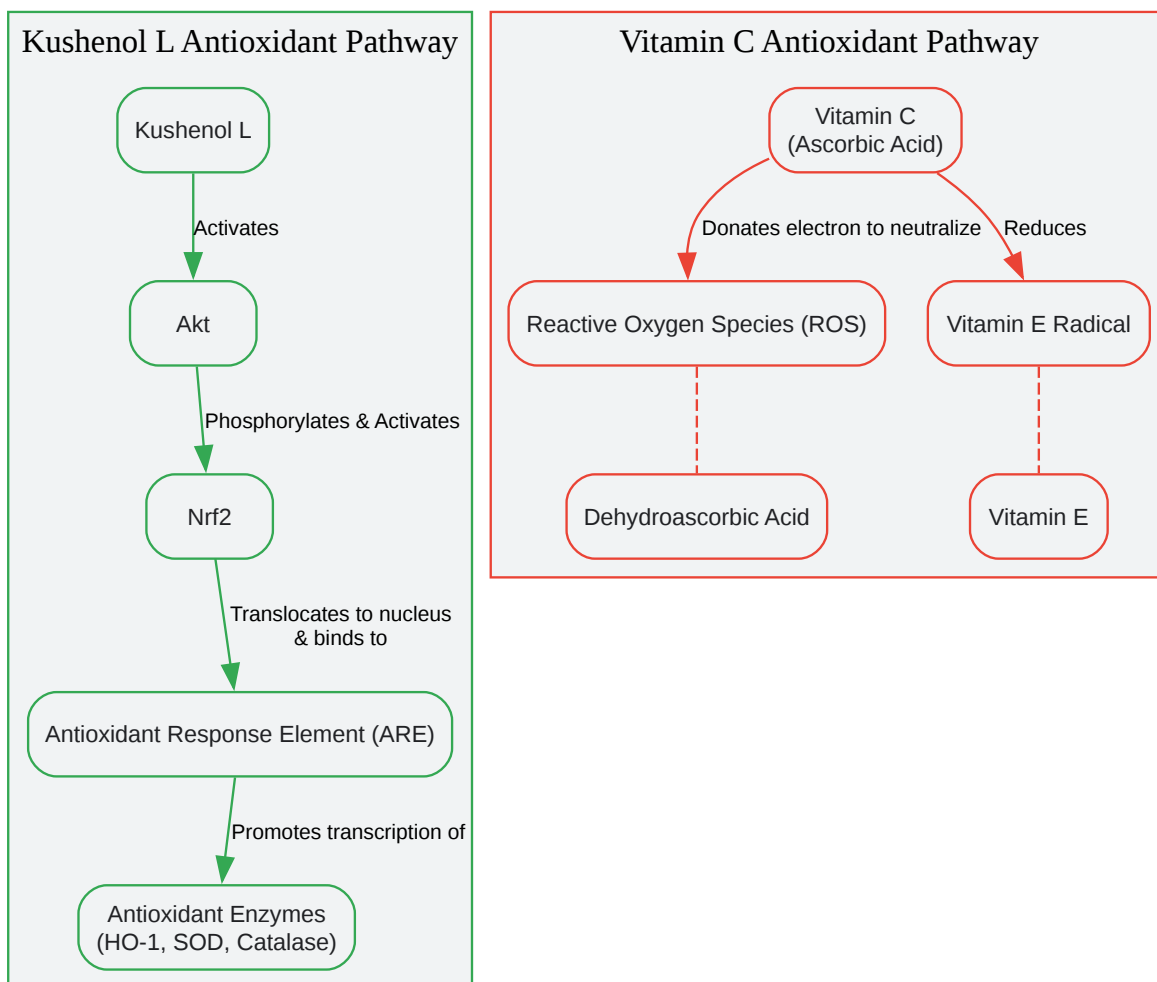 Kushenol L Antioxidant Pathway
Kushenol L
Activates
Akt
Phosphorylates & Activates
Nrf2
Translocates to nucleus
& binds to
Antioxidant Response Element (ARE)
Promotes transcription of
Antioxidant Enzymes
(HO-1, SOD, Catalase)
Vitamin C Antioxidant Pathway
Vitamin C
(Ascorbic Acid)
Donates electron to neutralize
Reduces
Reactive Oxygen Species (ROS)
Vitamin E Radical
Dehydroascorbic Acid
Vitamin E